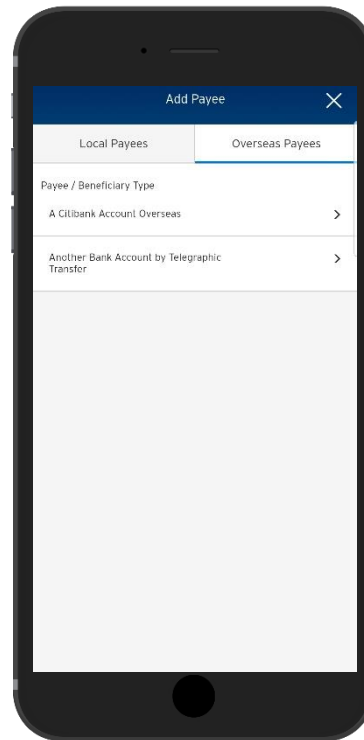 Add Payee
Local Payees
Overseas Payees
Payee / Beneficiary Type
A Citibank Account Overseas
Another Bank Account by Telegraphic
Transfer